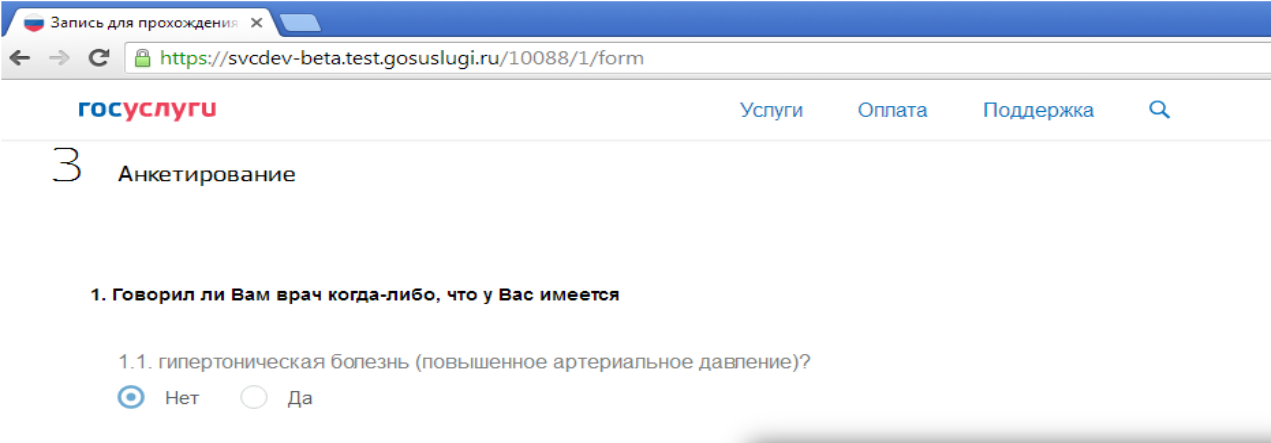 Запись для прохождения
https://svcdev-beta.test.gosuslugi.ru/10088/1/form
госуслуги Услуги Оплата Поддержка
3 Анкетирование
1. Говорил ли Вам врач когда-либо, что у Вас имеется
1.1. гипертоническая болезнь (повышенное артериальное давление)?
Нет Да